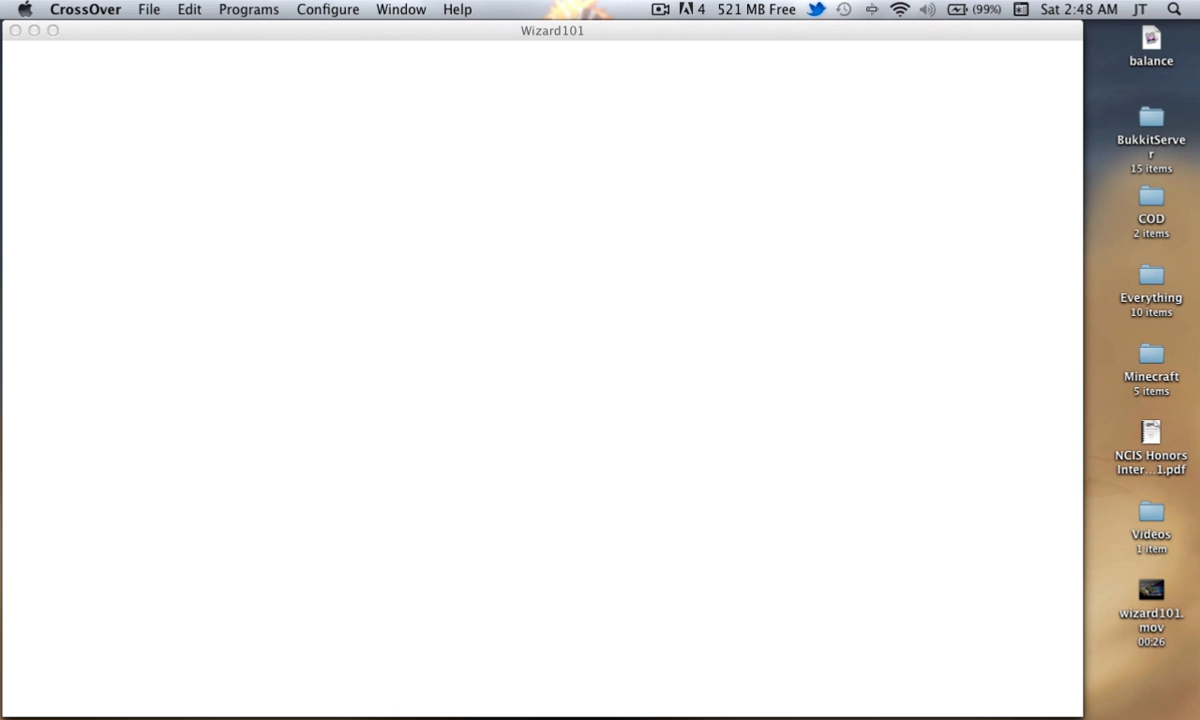 CrossOver File Edit Programs Configure Window Help 4 521 MB Free (99%) Sat 2:48 AM JT
Wizard101
balance
BukkitServe
r
15 items
COD
2 items
Everything
10 items
Minecraft
5 items
NCIS Honors
Inter...1.pdf
Videos
1 item
wizard101.
mov
00:26